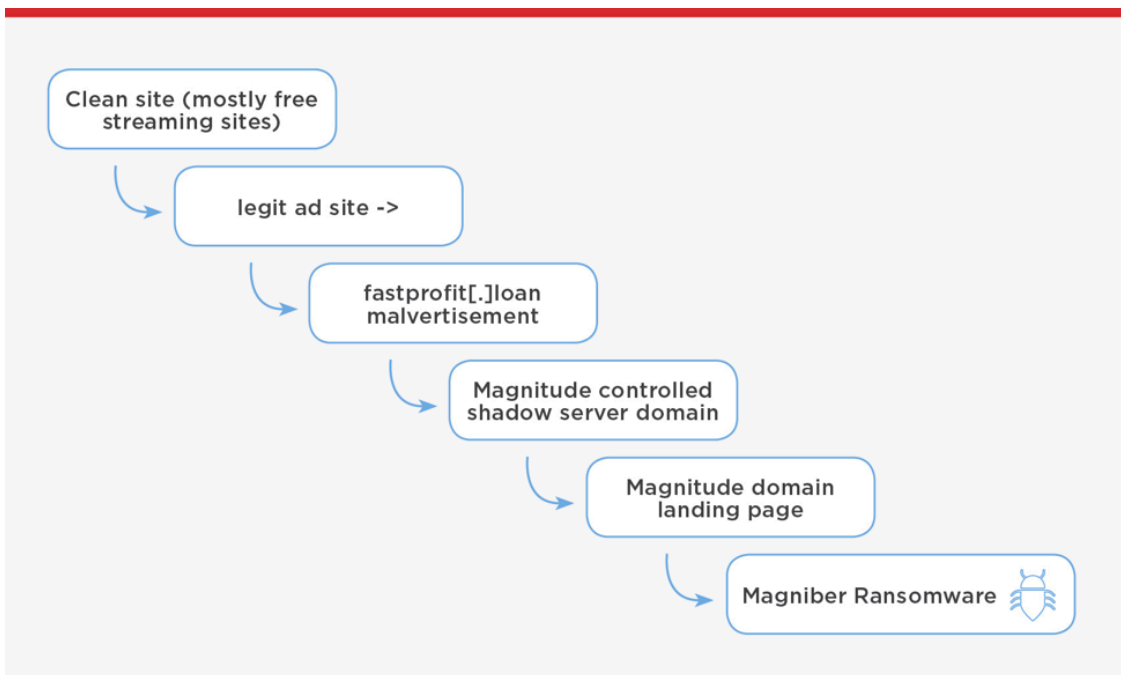 Clean site (mostly free
streaming sites)
legit ad site ->
fastprofit[.]loan
malvertisement
Magnitude controlled
shadow server domain
Magnitude domain
landing page
Magniber Ransomware